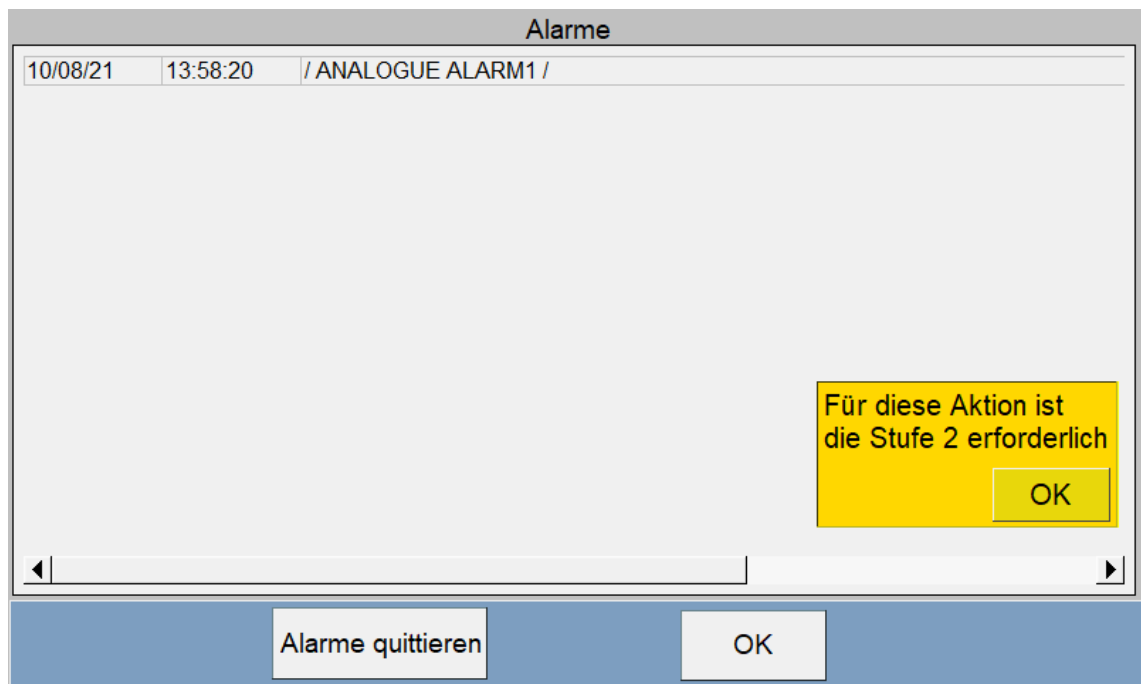 Alarme
10/08/21 13:58:20 / ANALOGUE ALARM1 /
Für diese Aktion ist
die Stufe 2 erforderlich
OK
Alarme quittieren OK